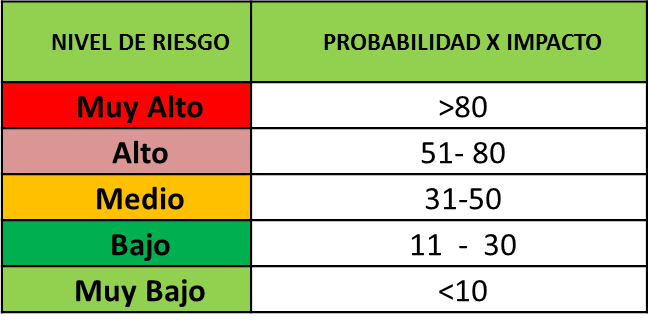 NIVEL DE RIESGO PROBABILIDAD X IMPACTO
Muy Alto >80
Alto 51- 80
Medio 31-50
Bajo 11 - 30
Muy Bajo <10